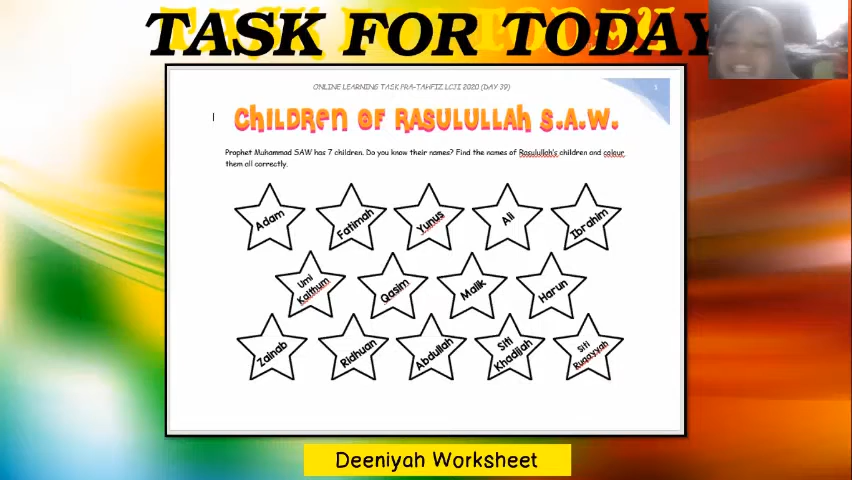 TASK FOR TODAY
ONLINE LEARNING TASK PRA-TAHFIZ LCJI 2020 (DAY 39)
1
CHILDREN OF RASULULLAH S.A.W.
Prophet Muhammad SAW has 7 children. Do you know their names? Find the names of Rasulullah's children and colour
them all correctly.
Adam
Fatimah
Yunus
Ali
Ibrahim
Umi
Kalthum
Qasim
Malik
Harun
Zainab
Ridhuan
Abdullah
Siti
Khadijah
Siti
Ruqayyah
Deeniyah Worksheet